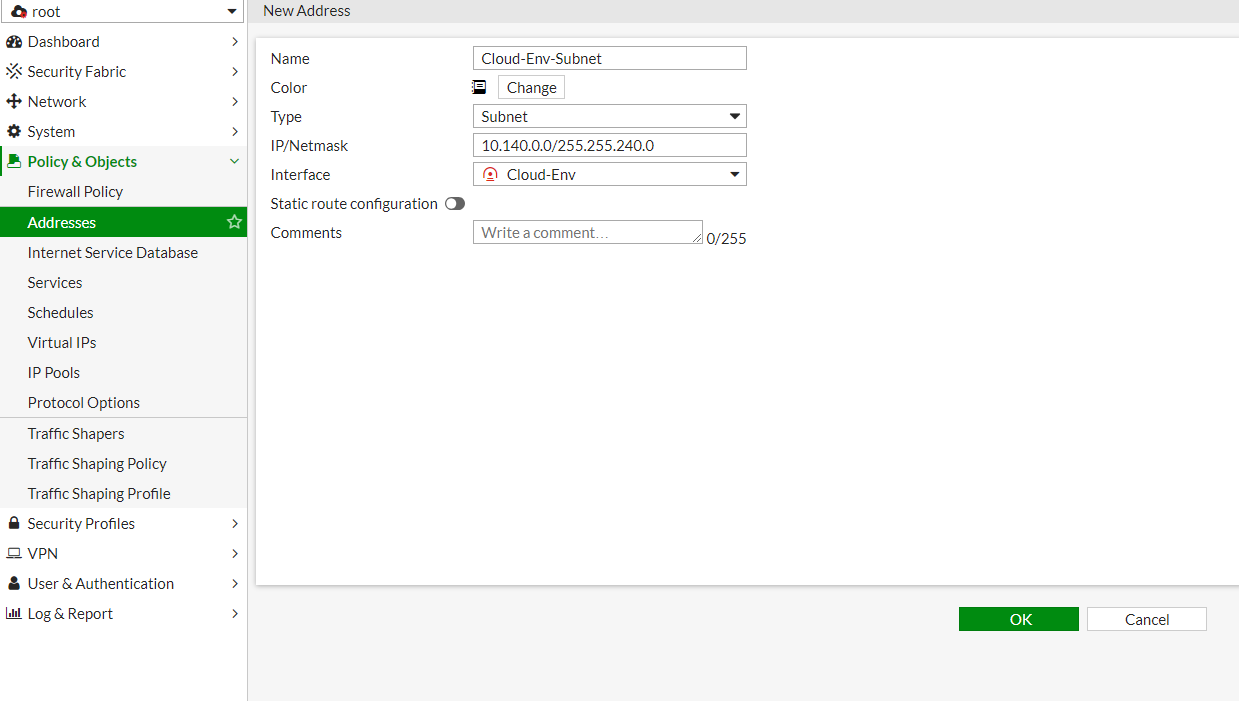 root
New Address
Dashboard
Security Fabric
Network
System
Policy & Objects
Firewall Policy
Addresses
Internet Service Database
Services
Schedules
Virtual IPs
IP Pools
Protocol Options
Traffic Shapers
Traffic Shaping Policy
Traffic Shaping Profile
Security Profiles
VPN
User & Authentication
Log & Report
Name Cloud-Env-Subnet
Color Change
Type Subnet
IP/Netmask 10.140.0.0/255.255.240.0
Interface Cloud-Env
Static route configuration
Comments Write a comment... 0/255
OK Cancel